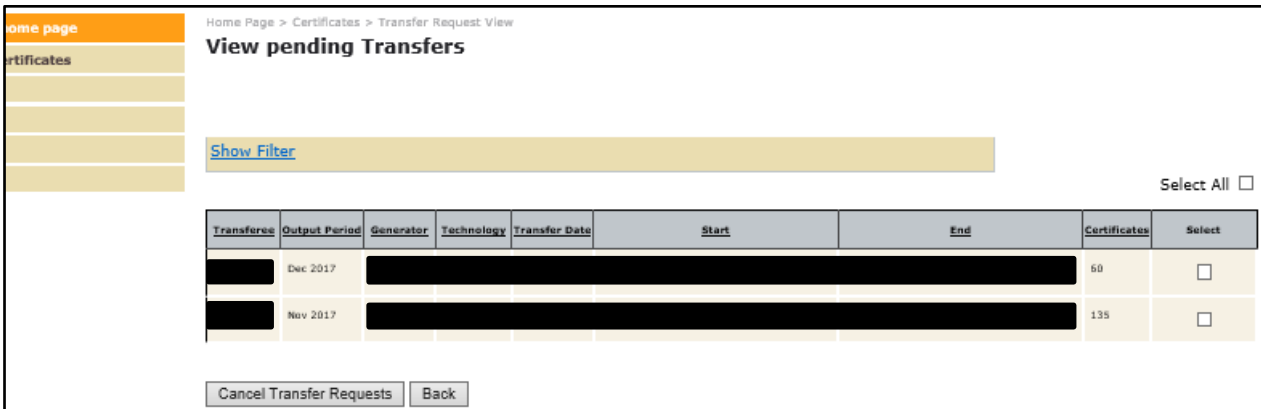 ome page
rtificates
Home Page > Certificates > Transfer Request View
View pending Transfers
Show Filter
Select All
Transferee Output Period Generator Technology Transfer Date Start End Certificates Select
Dec 2017 60
Nov 2017 135
Cancel Transfer Requests Back